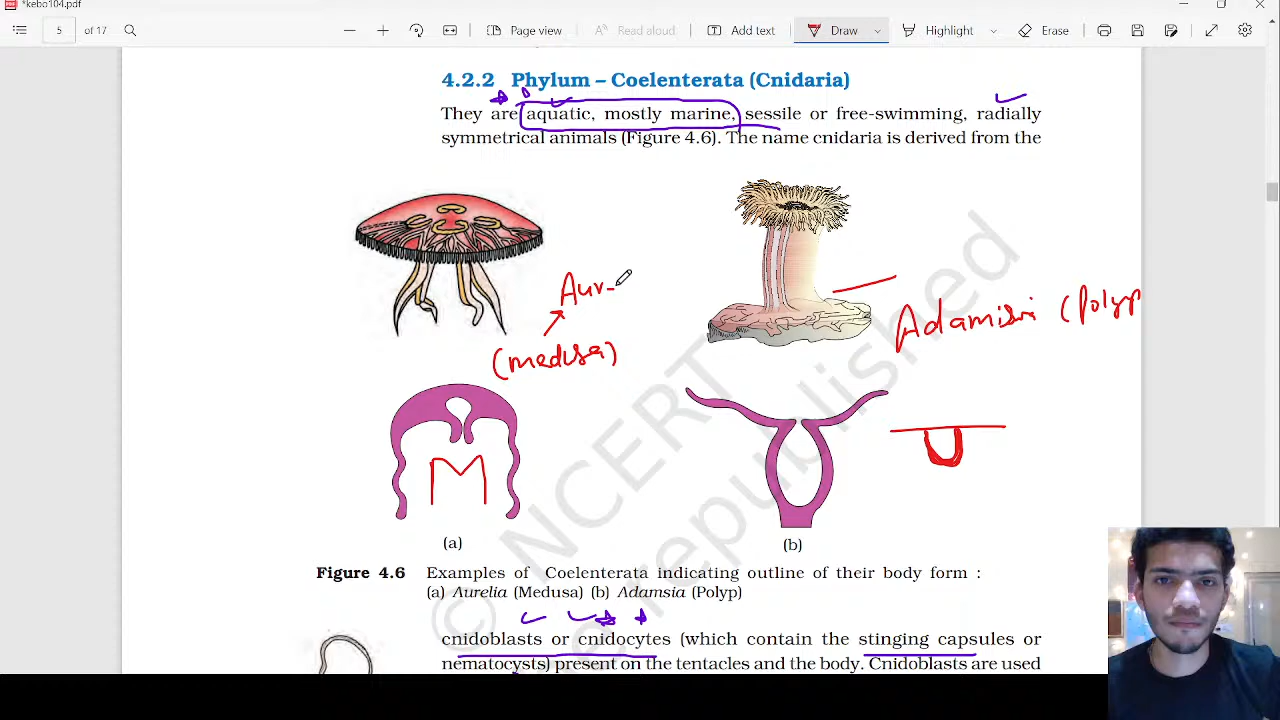 *kebo104.pdf
5 of 17
Page view
Read aloud
Add text
Draw
Highlight
Erase
4.2.2 Phylum – Coelenterata (Cnidaria)
They are aquatic, mostly marine, sessile or free-swimming, radially
symmetrical animals (Figure 4.6). The name cnidaria is derived from the
Aur-
(medusa)
Adamsia (Polyp
M
(a)
(b)
Figure 4.6 Examples of Coelenterata indicating outline of their body form :
(a) Aurelia (Medusa) (b) Adamsia (Polyp)
cnidoblasts or cnidocytes (which contain the stinging capsules or
nematocysts) present on the tentacles and the body. Cnidoblasts are used
© NCERT
republished